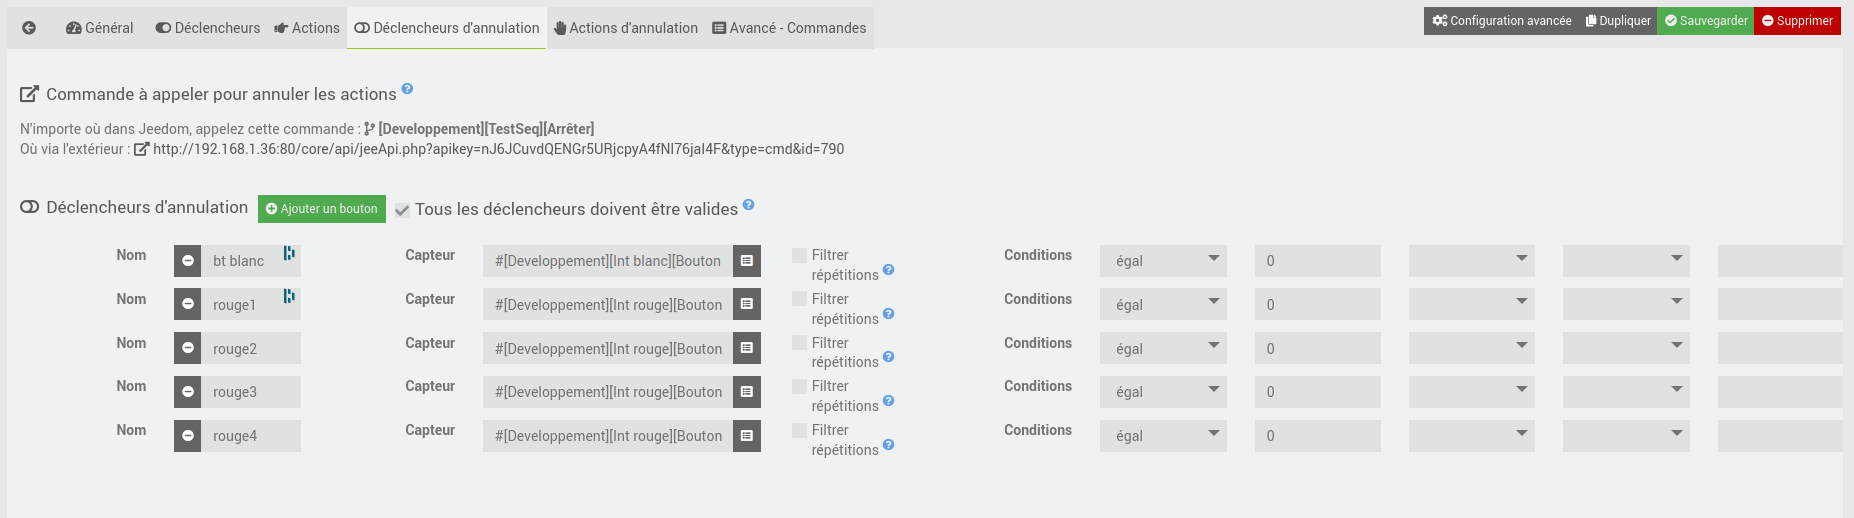 Général Déclencheurs Actions Déclencheurs d'annulation Actions d'annulation Avancé - Commandes Configuration avancée Dupliquer Sauvegarder Supprimer
Commande à appeler pour annuler les actions ?
N'importe où dans Jeedom, appelez cette commande : [Developpement][TestSeq][Arrêter]
Où via l'extérieur : http://192.168.1.36:80/core/api/jeeApi.php?apikey=nJ6JCuvdQENGr5URjcpyA4fNI76jaI4F&type=cmd&id=790
Déclencheurs d'annulation Ajouter un bouton Tous les déclencheurs doivent être valides ?
Nom bt blanc Capteur #[Developpement][Int blanc][Bouton Filtrer répétitions ? Conditions égal 0
Nom rouge1 Capteur #[Developpement][Int rouge][Bouton Filtrer répétitions ? Conditions égal 0
Nom rouge2 Capteur #[Developpement][Int rouge][Bouton Filtrer répétitions ? Conditions égal 0
Nom rouge3 Capteur #[Developpement][Int rouge][Bouton Filtrer répétitions ? Conditions égal 0
Nom rouge4 Capteur #[Developpement][Int rouge][Bouton Filtrer répétitions ? Conditions égal 0